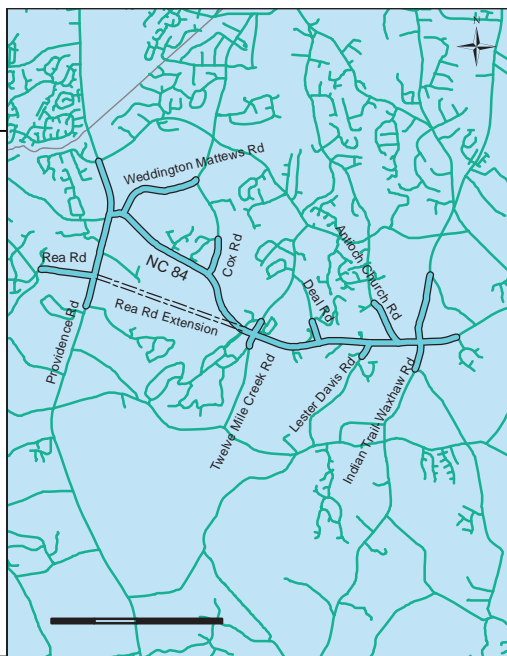 N
Weddington Mattews Rd
Antioch Church Rd
Cox Rd
Rea Rd
NC 84
Deal Rd
Rea Rd Extension
Providence Rd
Lester Davis Rd
Twelve Mile Creek Rd
Indian Trail-Waxhaw Rd